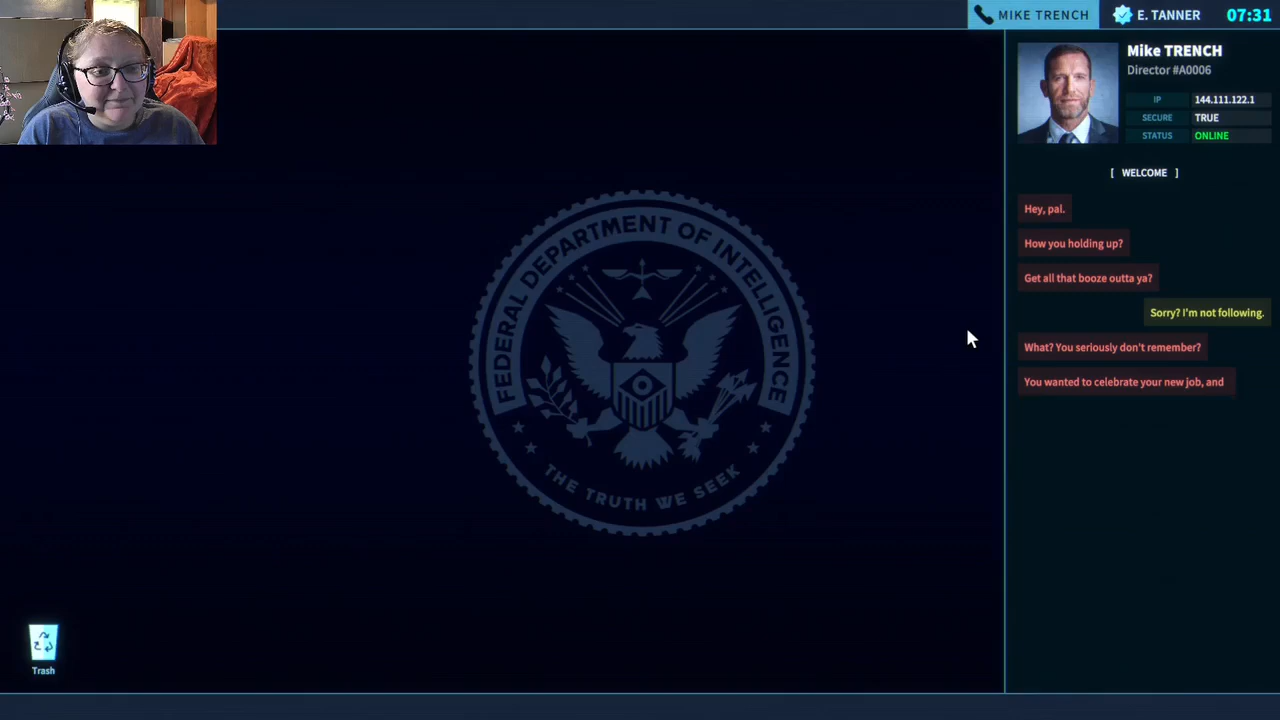 MIKE TRENCH
E. TANNER
07:31
Mike TRENCH
Director #A0006
IP 144.111.122.1
SECURE TRUE
STATUS ONLINE
[ WELCOME ]
Hey, pal.
How you holding up?
Get all that booze outta ya?
Sorry? I'm not following.
What? You seriously don't remember?
You wanted to celebrate your new job, and
FEDERAL DEPARTMENT OF INTELLIGENCE
THE TRUTH WE SEEK
Trash